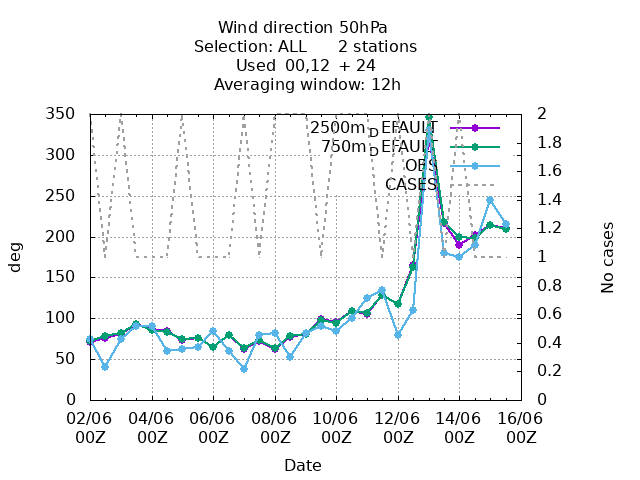 Wind direction 50hPa
Selection: ALL 2 stations
Used 00,12 + 24
Averaging window: 12h
350
300
250
200
150
100
50
0
deg
2500m_DEFAULT
750m_DEFAULT
OBS
CASES
2
1.8
1.6
1.4
1.2
1
0.8
0.6
0.4
0.2
0
No cases
02/06 04/06 06/06 08/06 10/06 12/06 14/06 16/06
00Z 00Z 00Z 00Z 00Z 00Z 00Z 00Z
Date